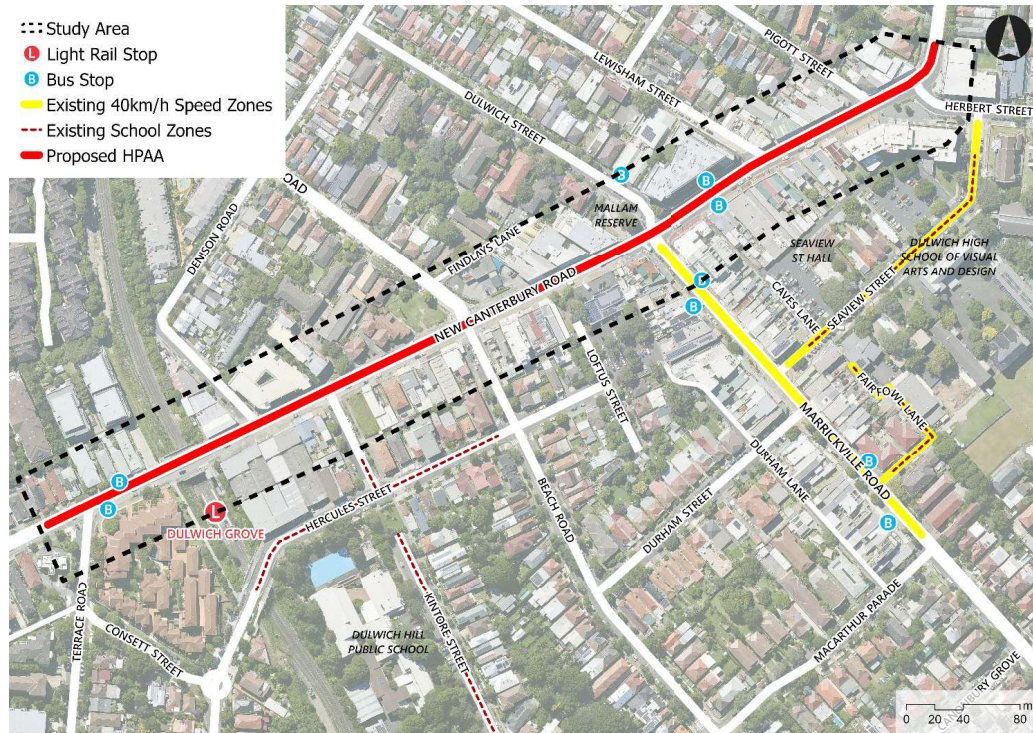 Study Area
L Light Rail Stop
B Bus Stop
Existing 40km/h Speed Zones
Existing School Zones
Proposed HPAA
PIGOTT STREET
LEWISHAM STREET
DULWICH STREET
HERBERT STREET
OAD
DENISON ROAD
B
B
B
MALLAM
RESERVE
FINDLAYS LANE
SEAVIEW
ST HALL
DULWICH HIGH
SCHOOL OF VISUAL
ARTS AND DESIGN
NEW CANTERBURY ROAD
B
CAVES LANE
SEAVIEW STREET
LOFTUS STREET
OWL LANE
MARRICKVILLE ROAD
B
B
B
B
L
DULWICH GROVE
HERCULES STREET
BEACH ROAD
DURHAM LANE
DURHAM STREET
B
TERRACE ROAD
CONSETT STREET
KINTORE STREET
DULWICH HILL
PUBLIC SCHOOL
MACARTHUR PARADE
CANONBURY GROVE
m
0 20 40 80